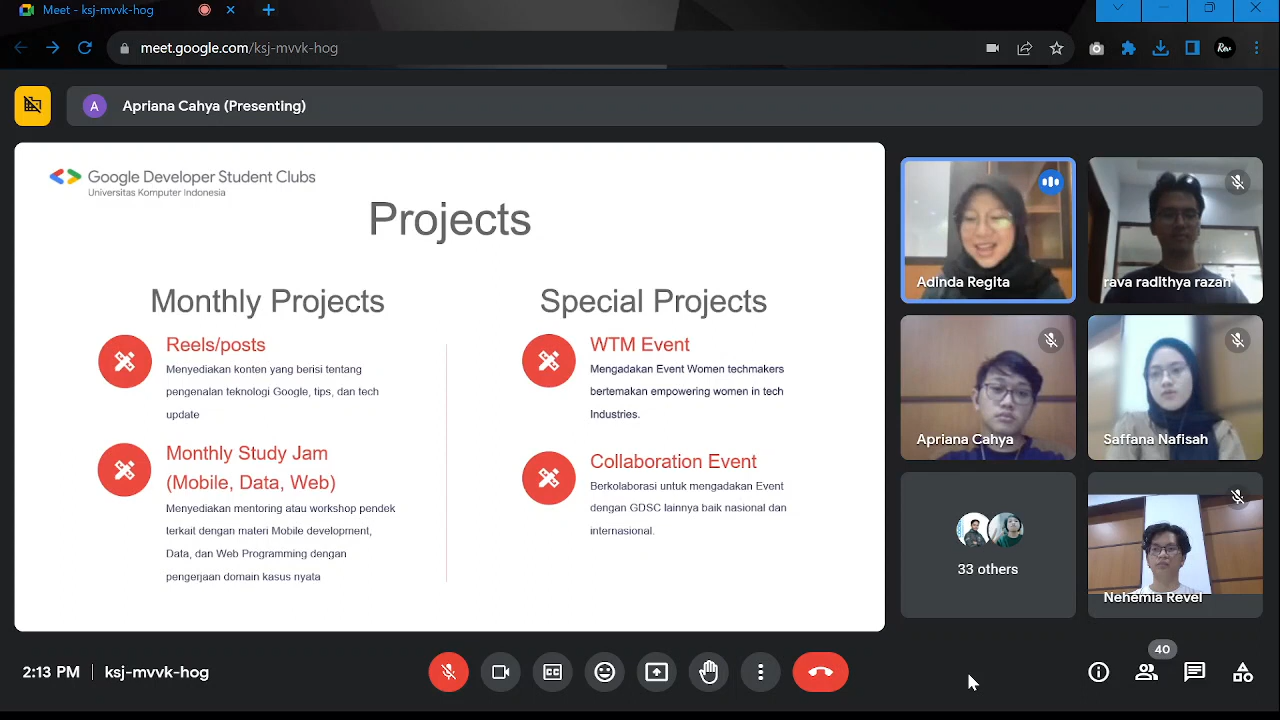 Meet - ksj-mvvk-hog
meet.google.com/ksj-mvvk-hog
Rev
A
Apriana Cahya (Presenting)
Google Developer Student Clubs
Universitas Komputer Indonesia
Projects
Monthly Projects
Reels/posts
Menyediakan konten yang berisi tentang
pengenalan teknologi Google, tips, dan tech
update
Monthly Study Jam
(Mobile, Data, Web)
Menyediakan mentoring atau workshop pendek
terkait dengan materi Mobile development,
Data, dan Web Programming dengan
pengerjaan domain kasus nyata
Special Projects
WTM Event
Mengadakan Event Women techmakers
bertemakan empowering women in tech
Industries.
Collaboration Event
Berkolaborasi untuk mengadakan Event
dengan GDSC lainnya baik nasional dan
internasional.
Adinda Regita
rava radithya razan
Apriana Cahya
Saffana Nafisah
33 others
Nehemia Revel
2:13 PM
ksj-mvvk-hog
CC
40